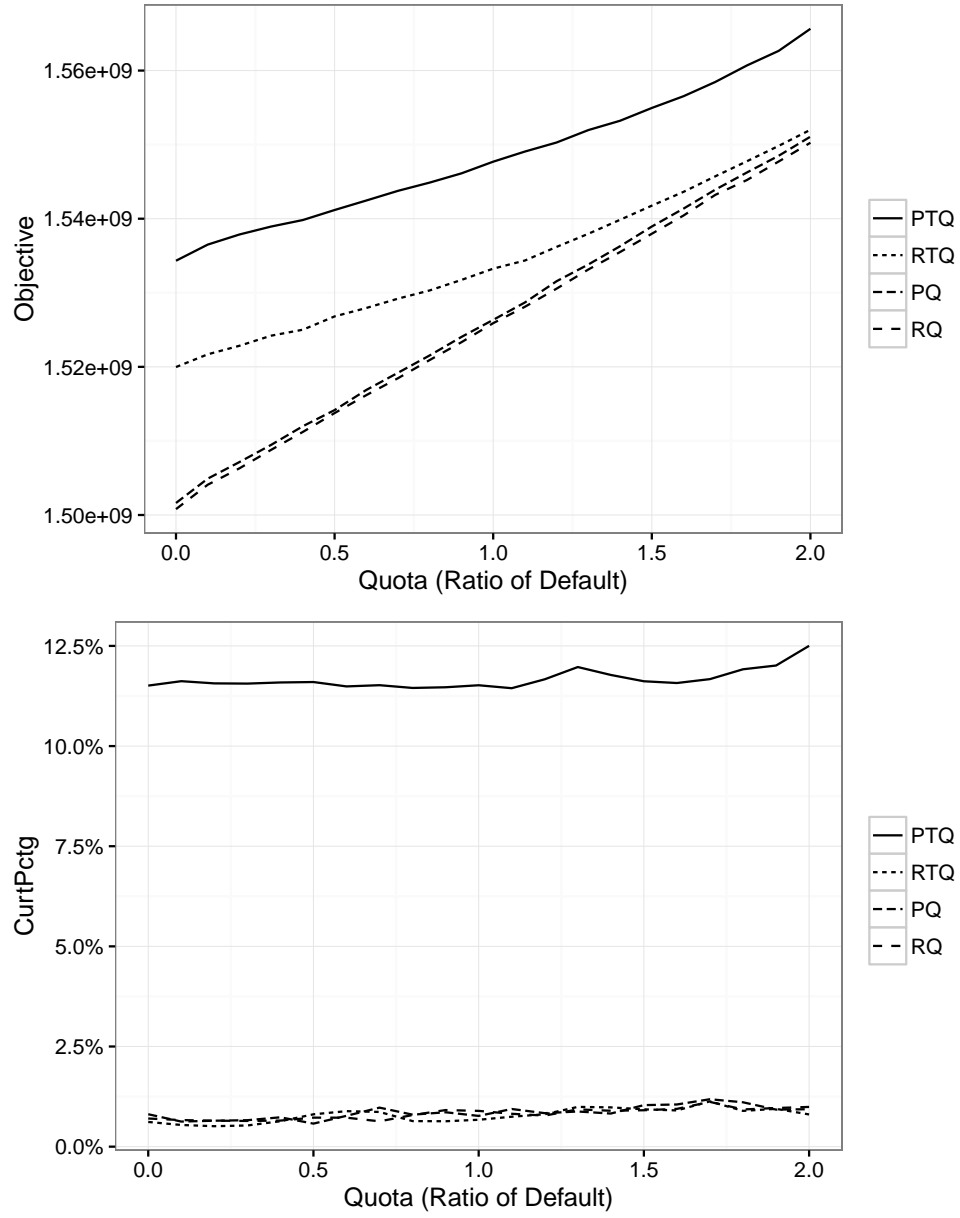 Objective
1.56e+09
1.54e+09
1.52e+09
1.50e+09
0.0 0.5 1.0 1.5 2.0
Quota (Ratio of Default)
PTQ
RTQ
PQ
RQ
CurtPctg
12.5%
10.0%
7.5%
5.0%
2.5%
0.0%
0.0 0.5 1.0 1.5 2.0
Quota (Ratio of Default)
PTQ
RTQ
PQ
RQ